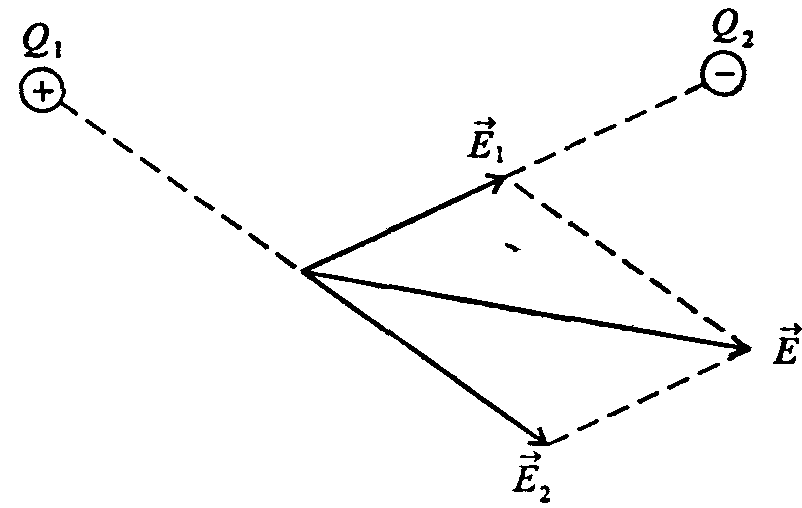 Q₁
Q₂
+
−
E⃗₁
E⃗
E⃗₂